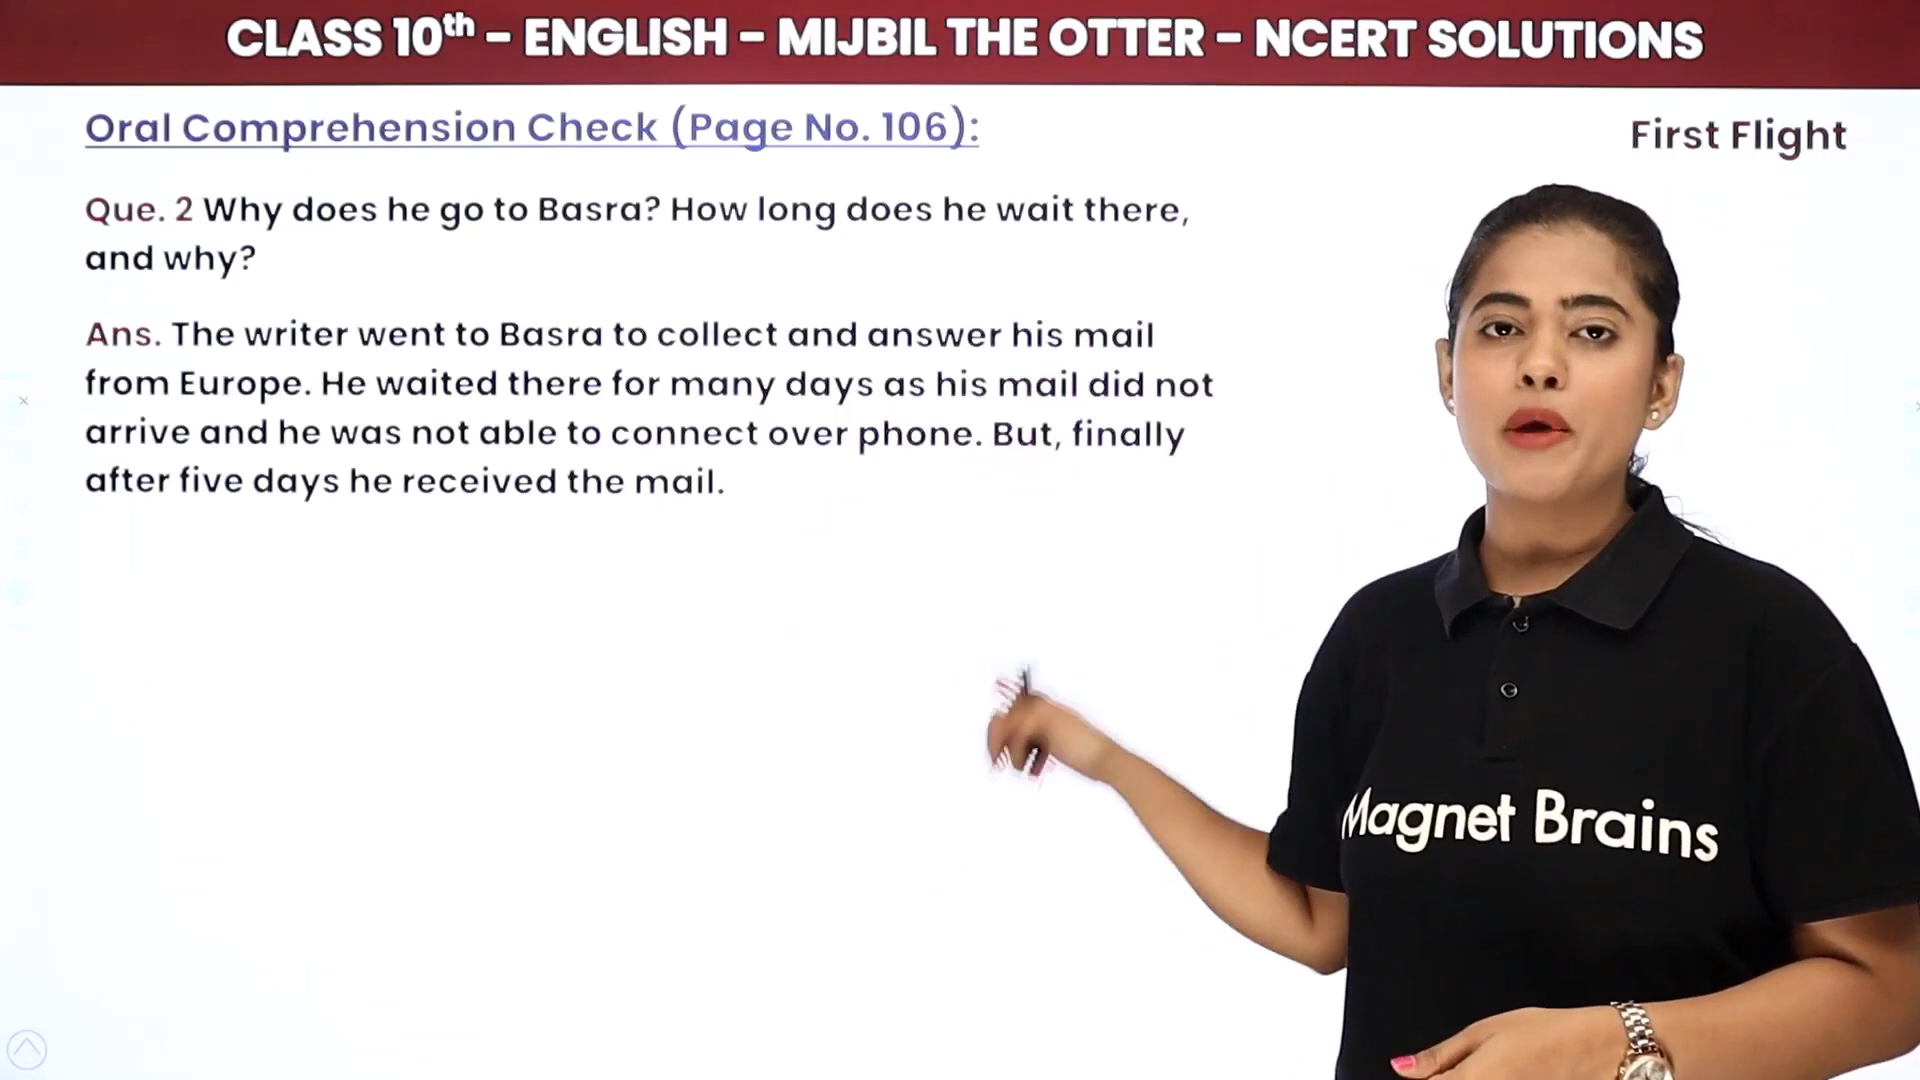 CLASS 10th - ENGLISH - MIJBIL THE OTTER - NCERT SOLUTIONS
Oral Comprehension Check (Page No. 106):
First Flight
Que. 2 Why does he go to Basra? How long does he wait there,
and why?
Ans. The writer went to Basra to collect and answer his mail
from Europe. He waited there for many days as his mail did not
arrive and he was not able to connect over phone. But, finally
after five days he received the mail.
Magnet Brains